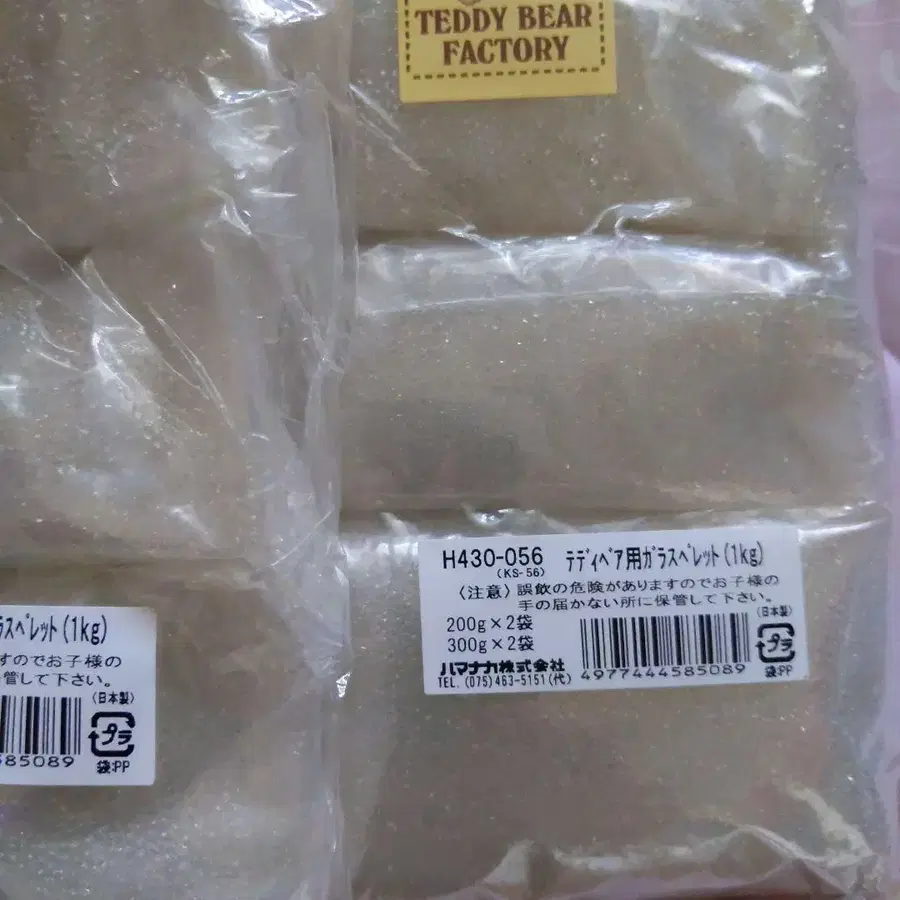 TEDDY BEAR
FACTORY
H430-056 テディベア用ガラスペレット(1kg)
(KS-56)
〈注意〉誤飲の危険がありますのでお子様の
手の届かない所に保管して下さい。
(日本製)
200g×2袋
300g×2袋
ハマナカ株式会社
TEL.(075)463-5151(代)
4977444585089
プラ
袋:PP
ラスペレット(1kg)
すのでお子様の
保管して下さい。
(日本製)
585089
プラ
袋:PP